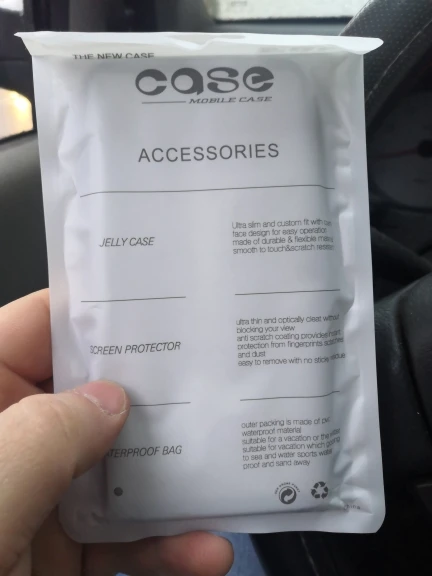 THE NEW CASE
case
MOBILE CASE
ACCESSORIES
JELLY CASE
Ultra slim and custom fit with
face design for easy operation
made of durable & flexible
smooth to touch&scratch
SCREEN PROTECTOR
ultra thin and optically clear without
blocking your view
anti scratch coating provides
protection from fingerprints
and dust
easy to remove with no stick
TERPROOF BAG
outer packing is made of
waterproof material
suitable for a vacation or the
suitable for vacation which
to sea and water sports
proof and sand away